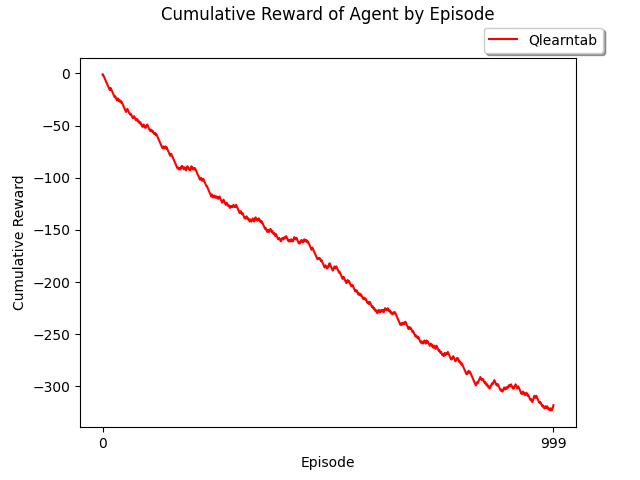 Cumulative Reward of Agent by Episode
Qlearntab
0
−50
−100
−150
−200
−250
−300
Cumulative Reward
0
999
Episode